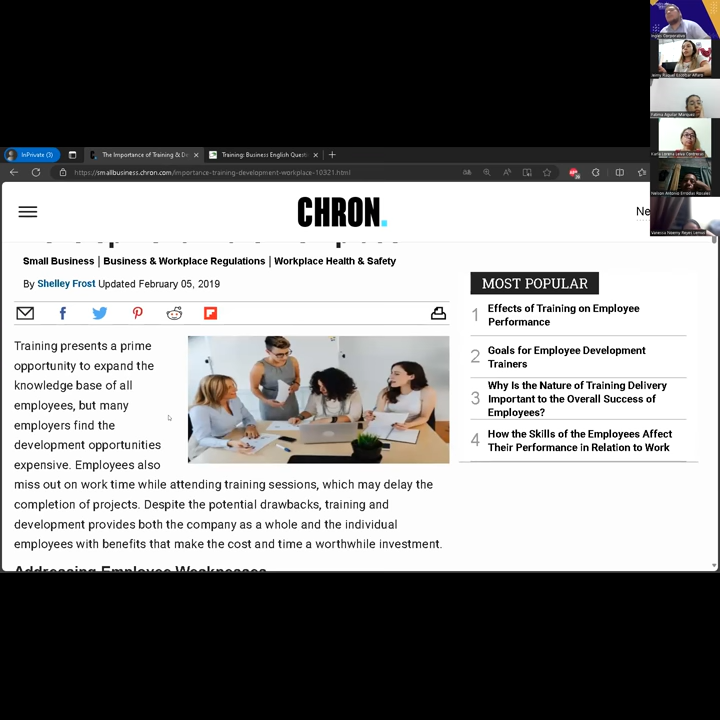 InPrivate (3)
The Importance of Training & D
Training: Business English Quest
https://smallbusiness.chron.com/importance-training-development-workplace-10321.html
CHRON.
Ne
Small Business | Business & Workplace Regulations | Workplace Health & Safety
By Shelley Frost Updated February 05, 2019
Training presents a prime
opportunity to expand the
knowledge base of all
employees, but many
employers find the
development opportunities
expensive. Employees also
miss out on work time while attending training sessions, which may delay the
completion of projects. Despite the potential drawbacks, training and
development provides both the company as a whole and the individual
employees with benefits that make the cost and time a worthwhile investment.
Addressing Employee Weaknesses
MOST POPULAR
1 Effects of Training on Employee
Performance
2 Goals for Employee Development
Trainers
3 Why Is the Nature of Training Delivery
Important to the Overall Success of
Employees?
4 How the Skills of the Employees Affect
Their Performance in Relation to Work